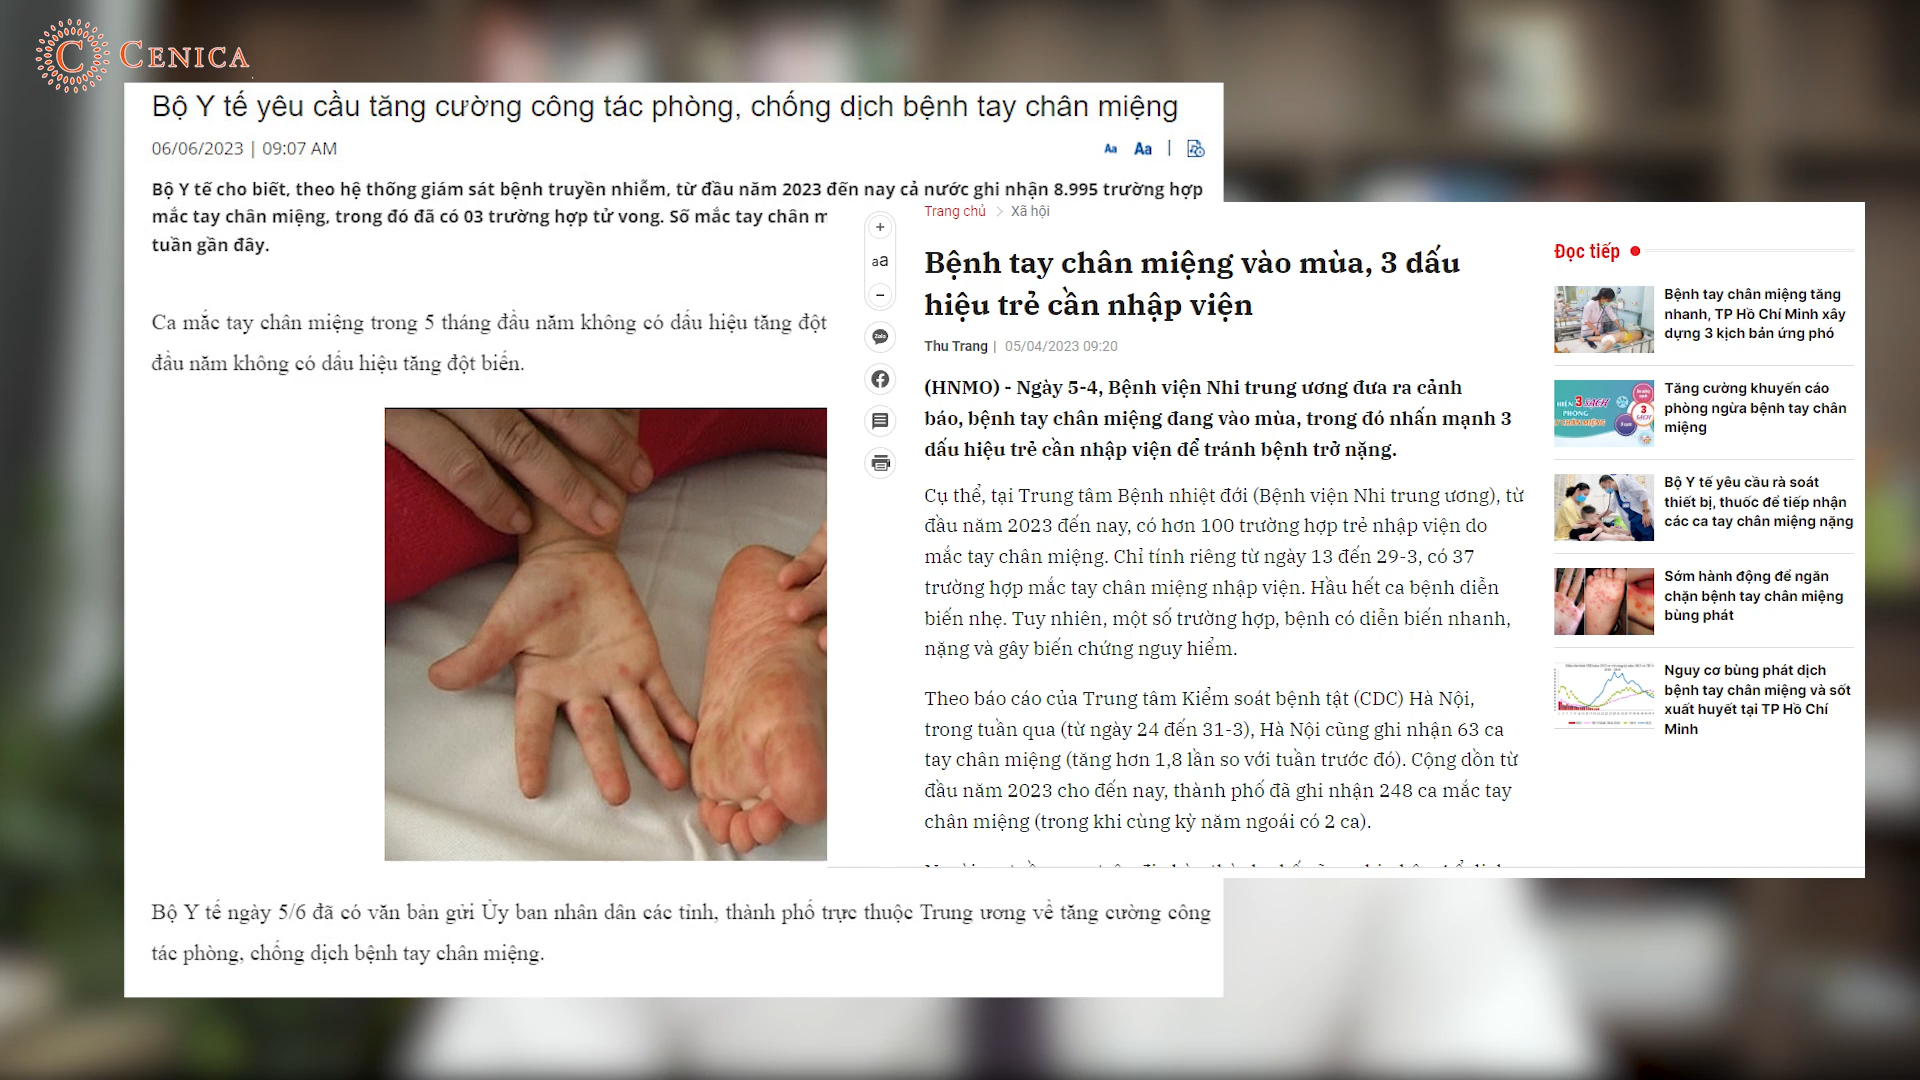 CENICA
Bộ Y tế yêu cầu tăng cường công tác phòng, chống dịch bệnh tay chân miệng
06/06/2023 | 09:07 AM
Aa Aa |
Bộ Y tế cho biết, theo hệ thống giám sát bệnh truyền nhiễm, từ đầu năm 2023 đến nay cả nước ghi nhận 8.995 trường hợp
mắc tay chân miệng, trong đó đã có 03 trường hợp tử vong. Số mắc tay chân m
tuần gần đây.
Ca mắc tay chân miệng trong 5 tháng đầu năm không có dấu hiệu tăng đột
đầu năm không có dấu hiệu tăng đột biến.
Bộ Y tế ngày 5/6 đã có văn bản gửi Ủy ban nhân dân các tỉnh, thành phố trực thuộc Trung ương về tăng cường công
tác phòng, chống dịch bệnh tay chân miệng.
+
aa
−
Zalo
Trang chủ > Xã hội
Bệnh tay chân miệng vào mùa, 3 dấu
hiệu trẻ cần nhập viện
Thu Trang | 05/04/2023 09:20
(HNMO) - Ngày 5-4, Bệnh viện Nhi trung ương đưa ra cảnh
báo, bệnh tay chân miệng đang vào mùa, trong đó nhấn mạnh 3
dấu hiệu trẻ cần nhập viện để tránh bệnh trở nặng.
Cụ thể, tại Trung tâm Bệnh nhiệt đới (Bệnh viện Nhi trung ương), từ
đầu năm 2023 đến nay, có hơn 100 trường hợp trẻ nhập viện do
mắc tay chân miệng. Chỉ tính riêng từ ngày 13 đến 29-3, có 37
trường hợp mắc tay chân miệng nhập viện. Hầu hết ca bệnh diễn
biến nhẹ. Tuy nhiên, một số trường hợp, bệnh có diễn biến nhanh,
nặng và gây biến chứng nguy hiểm.
Theo báo cáo của Trung tâm Kiểm soát bệnh tật (CDC) Hà Nội,
trong tuần qua (từ ngày 24 đến 31-3), Hà Nội cũng ghi nhận 63 ca
tay chân miệng (tăng hơn 1,8 lần so với tuần trước đó). Cộng dồn từ
đầu năm 2023 cho đến nay, thành phố đã ghi nhận 248 ca mắc tay
chân miệng (trong khi cùng kỳ năm ngoái có 2 ca).
Đọc tiếp
Bệnh tay chân miệng tăng
nhanh, TP Hồ Chí Minh xây
dựng 3 kịch bản ứng phó
3 SẠCH
PHÒNG
Tăng cường khuyến cáo
phòng ngừa bệnh tay chân
miệng
Bộ Y tế yêu cầu rà soát
thiết bị, thuốc để tiếp nhận
các ca tay chân miệng nặng
Sớm hành động để ngăn
chặn bệnh tay chân miệng
bùng phát
Nguy cơ bùng phát dịch
bệnh tay chân miệng và sốt
xuất huyết tại TP Hồ Chí
Minh